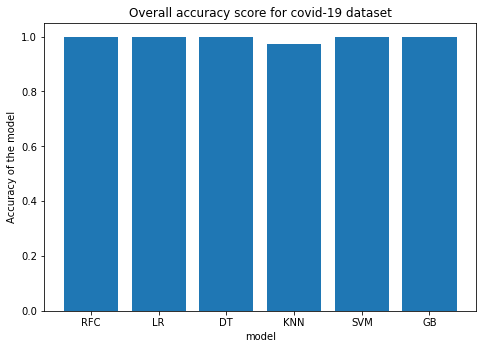 Overall accuracy score for covid-19 dataset
Accuracy of the model
1.0
0.8
0.6
0.4
0.2
0.0
RFC LR DT KNN SVM GB
model